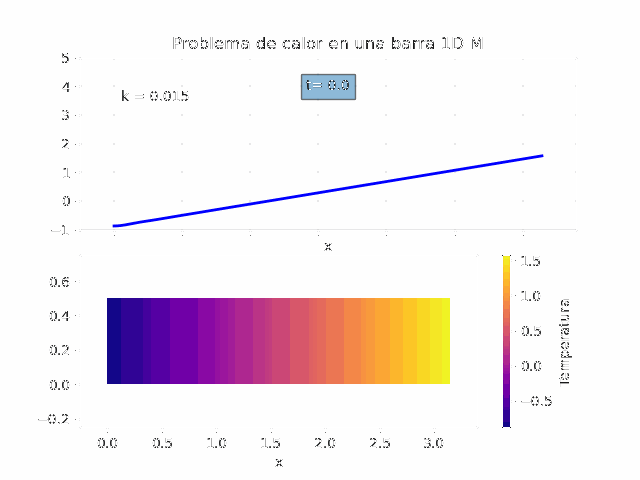 Problema de calor en una barra 1D M
5
4
3
2
1
0
−1
k = 0.015
t= 0.0
x
0.6
0.4
0.2
0.0
−0.2
0.0 0.5 1.0 1.5 2.0 2.5 3.0
x
1.5
1.0
0.5
0.0
−0.5
Temperatura